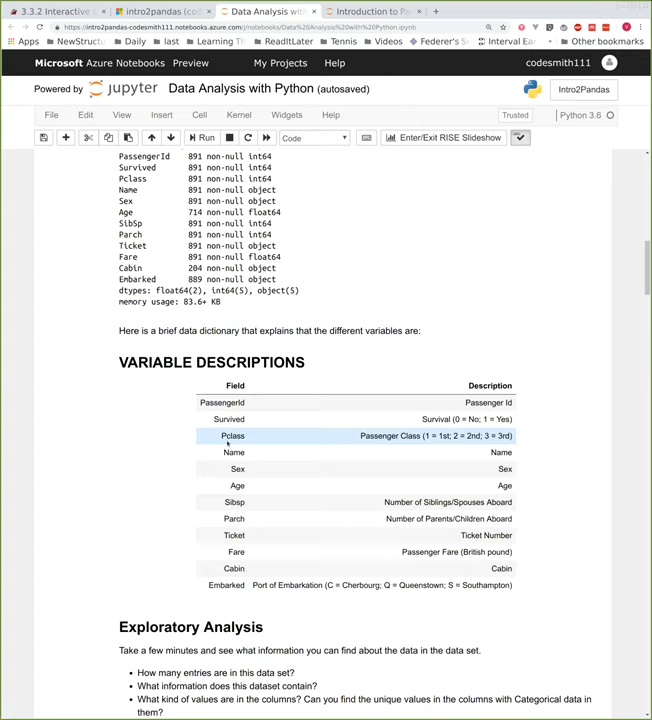 3.3.2 Interactive
intro2pandas (cod
Data Analysis with
Introduction to Pa
https://intro2pandas-codesmith111.notebooks.azure.com/j/notebooks/Data%20Analysis%20with%20Python.ipynb
Apps NewStructu Daily last Learning Th ReadItLater Tennis Videos Federer's S Interval Ear Other bookmarks
Microsoft Azure Notebooks Preview My Projects Help codesmith111
Powered by jupyter Data Analysis with Python (autosaved) Intro2Pandas
File Edit View Insert Cell Kernel Widgets Help Trusted Python 3.6
Run Code Enter/Exit RISE Slideshow
PassengerId 891 non-null int64
Survived 891 non-null int64
Pclass 891 non-null int64
Name 891 non-null object
Sex 891 non-null object
Age 714 non-null float64
SibSp 891 non-null int64
Parch 891 non-null int64
Ticket 891 non-null object
Fare 891 non-null float64
Cabin 204 non-null object
Embarked 889 non-null object
dtypes: float64(2), int64(5), object(5)
memory usage: 83.6+ KB
Here is a brief data dictionary that explains that the different variables are:
VARIABLE DESCRIPTIONS
Field Description
PassengerId Passenger Id
Survived Survival (0 = No; 1 = Yes)
Pclass Passenger Class (1 = 1st; 2 = 2nd; 3 = 3rd)
Name Name
Sex Sex
Age Age
Sibsp Number of Siblings/Spouses Aboard
Parch Number of Parents/Children Aboard
Ticket Ticket Number
Fare Passenger Fare (British pound)
Cabin Cabin
Embarked Port of Embarkation (C = Cherbourg; Q = Queenstown; S = Southampton)
Exploratory Analysis
Take a few minutes and see what information you can find about the data in the data set.
• How many entries are in this data set?
• What information does this dataset contain?
• What kind of values are in the columns? Can you find the unique values in the columns with Categorical data in
them?